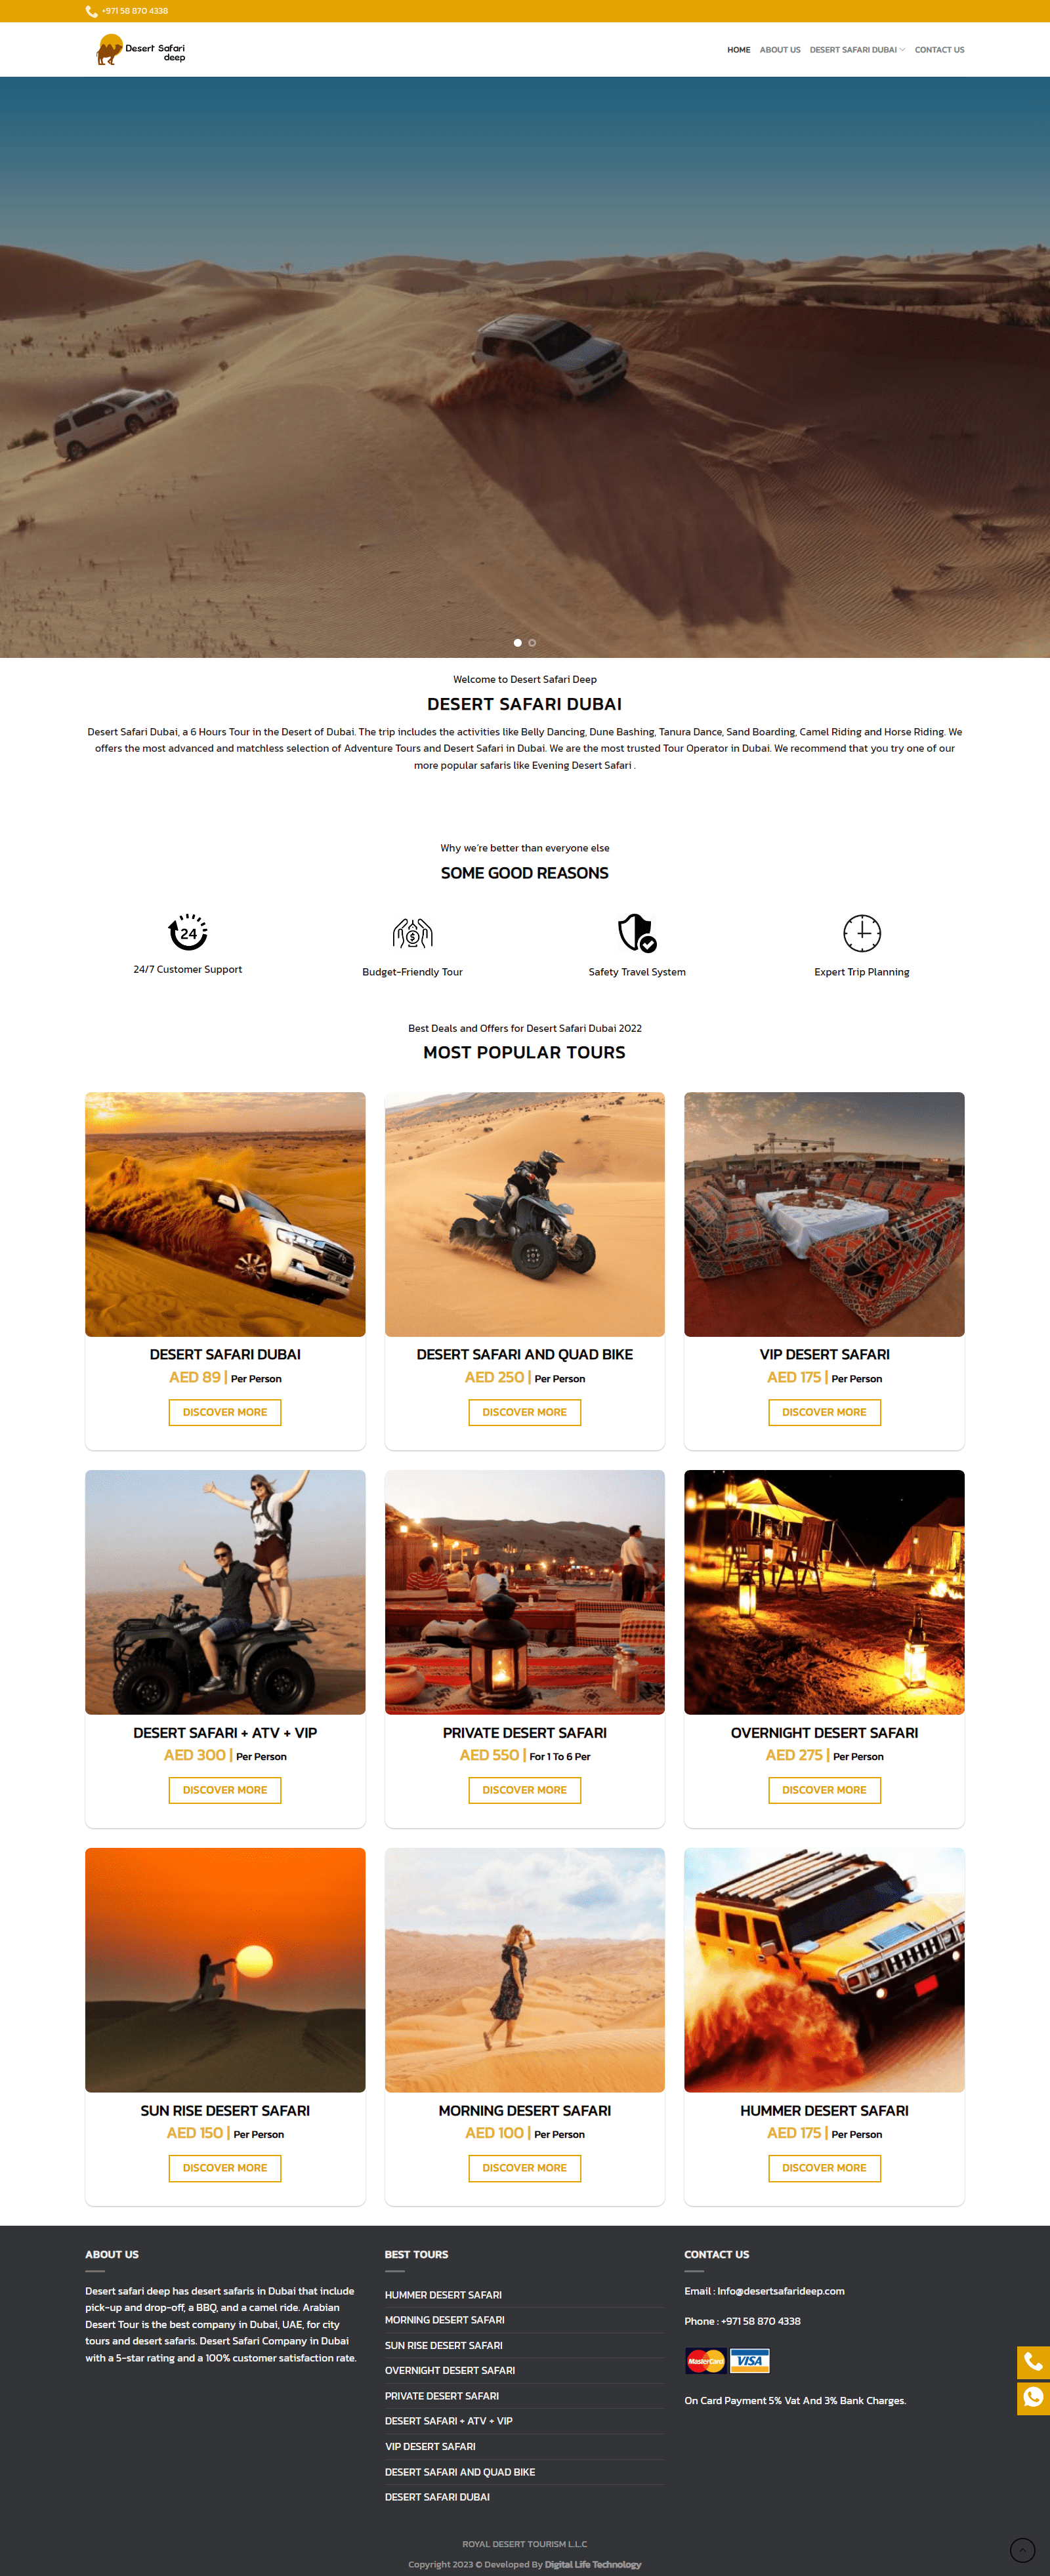 +971 58 870 4338
Desert Safari
deep
HOME ABOUT US DESERT SAFARI DUBAI CONTACT US
Welcome to Desert Safari Deep
DESERT SAFARI DUBAI
Desert Safari Dubai, a 6 Hours Tour in the Desert of Dubai. The trip includes the activities like Belly Dancing, Dune Bashing, Tanura Dance, Sand Boarding, Camel Riding and Horse Riding. We
offers the most advanced and matchless selection of Adventure Tours and Desert Safari in Dubai. We are the most trusted Tour Operator in Dubai. We recommend that you try one of our
more popular safaris like Evening Desert Safari .
Why we're better than everyone else
SOME GOOD REASONS
24
24/7 Customer Support
Budget-Friendly Tour
Safety Travel System
Expert Trip Planning
Best Deals and Offers for Desert Safari Dubai 2022
MOST POPULAR TOURS
DESERT SAFARI DUBAI
AED 89 | Per Person
DISCOVER MORE
DESERT SAFARI AND QUAD BIKE
AED 250 | Per Person
DISCOVER MORE
VIP DESERT SAFARI
AED 175 | Per Person
DISCOVER MORE
DESERT SAFARI + ATV + VIP
AED 300 | Per Person
DISCOVER MORE
PRIVATE DESERT SAFARI
AED 550 | For 1 To 6 Per
DISCOVER MORE
OVERNIGHT DESERT SAFARI
AED 275 | Per Person
DISCOVER MORE
SUN RISE DESERT SAFARI
AED 150 | Per Person
DISCOVER MORE
MORNING DESERT SAFARI
AED 100 | Per Person
DISCOVER MORE
HUMMER DESERT SAFARI
AED 175 | Per Person
DISCOVER MORE
ABOUT US
Desert safari deep has desert safaris in Dubai that include
pick-up and drop-off, a BBQ, and a camel ride. Arabian
Desert Tour is the best company in Dubai, UAE, for city
tours and desert safaris. Desert Safari Company in Dubai
with a 5-star rating and a 100% customer satisfaction rate.
BEST TOURS
HUMMER DESERT SAFARI
MORNING DESERT SAFARI
SUN RISE DESERT SAFARI
OVERNIGHT DESERT SAFARI
PRIVATE DESERT SAFARI
DESERT SAFARI + ATV + VIP
VIP DESERT SAFARI
DESERT SAFARI AND QUAD BIKE
DESERT SAFARI DUBAI
CONTACT US
Email : Info@desertsafarideep.com
Phone : +971 58 870 4338
MasterCard VISA
On Card Payment 5% Vat And 3% Bank Charges.
ROYAL DESERT TOURISM L.L.C
Copyright 2023 © Developed By Digital Life Technology